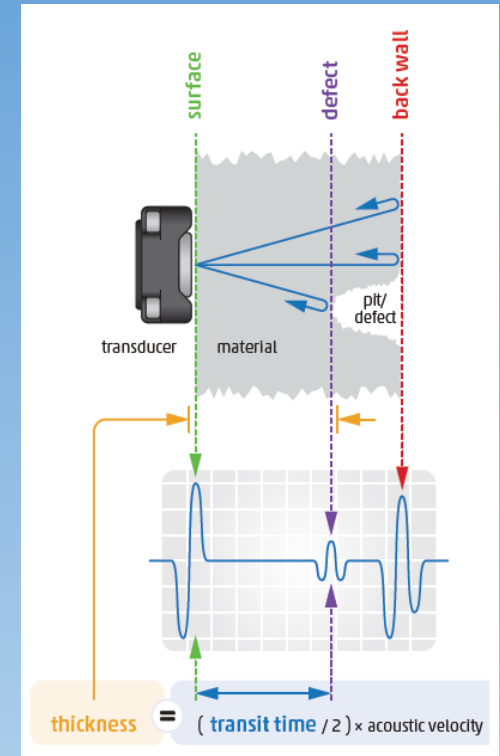 surface
defect
back wall
pit/
defect
transducer
material
thickness = ( transit time / 2 ) × acoustic velocity